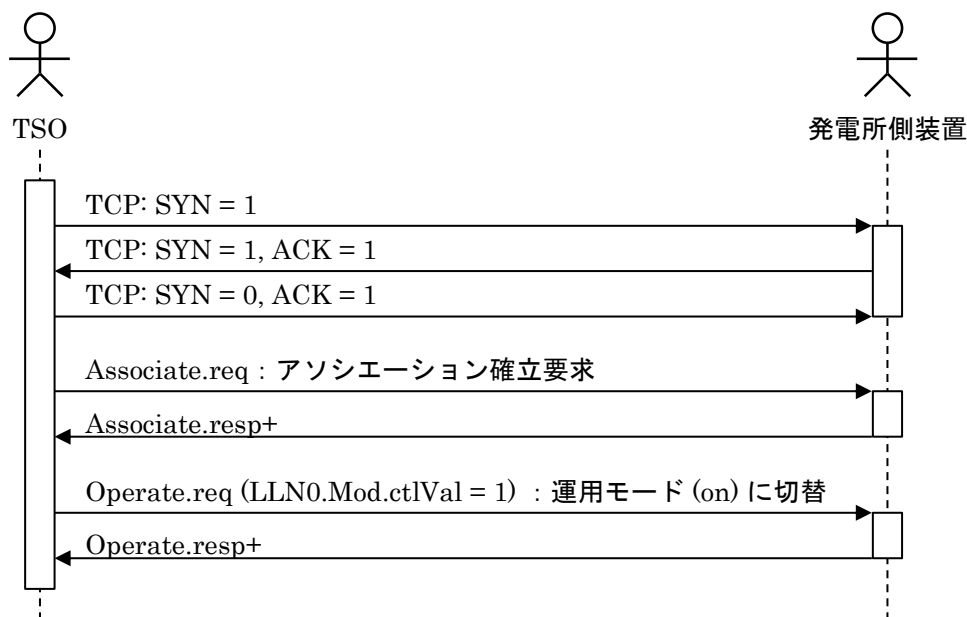 TSO
発電所側装置
TCP: SYN = 1
TCP: SYN = 1, ACK = 1
TCP: SYN = 0, ACK = 1
Associate.req：アソシエーション確立要求
Associate.resp+
Operate.req (LLN0.Mod.ctlVal = 1) ：運用モード (on) に切替
Operate.resp+